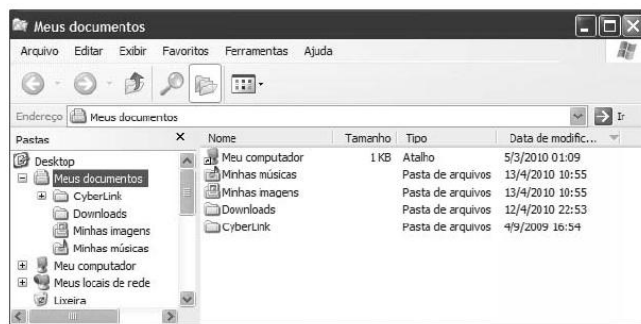 Meus documentos
Arquivo Editar Exibir Favoritos Ferramentas Ajuda
Endereço Meus documentos Ir
Pastas
Desktop
Meus documentos
CyberLink
Downloads
Minhas imagens
Minhas músicas
Meu computador
Meus locais de rede
Lixeira
Nome Tamanho Tipo Data de modific...
Meu computador 1 KB Atalho 5/3/2010 01:09
Minhas músicas Pasta de arquivos 13/4/2010 10:55
Minhas imagens Pasta de arquivos 13/4/2010 10:55
Downloads Pasta de arquivos 12/4/2010 22:53
CyberLink Pasta de arquivos 4/9/2009 16:54